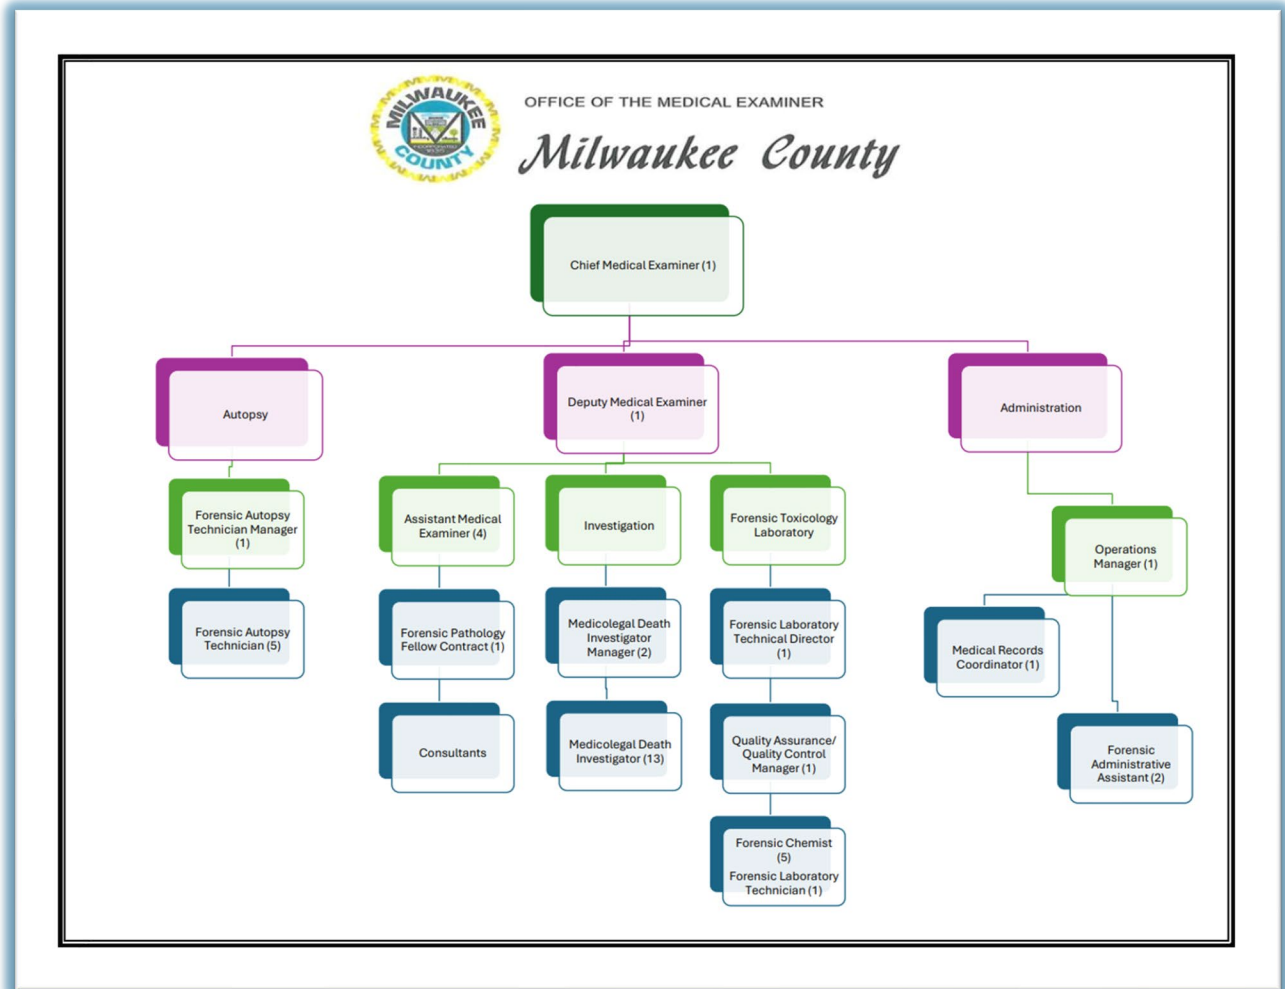 MILWAUKEE
COUNTY
OFFICE OF THE MEDICAL EXAMINER
Milwaukee County
Chief Medical Examiner (1)
Autopsy
Deputy Medical Examiner
(1)
Administration
Forensic Autopsy
Technician Manager
(1)
Assistant Medical
Examiner (4)
Investigation
Forensic Toxicology
Laboratory
Operations
Manager (1)
Forensic Autopsy
Technician (5)
Forensic Pathology
Fellow Contract (1)
Medicolegal Death
Investigator
Manager (2)
Forensic Laboratory
Technical Director
(1)
Medical Records
Coordinator (1)
Consultants
Medicolegal Death
Investigator (13)
Quality Assurance/
Quality Control
Manager (1)
Forensic
Administrative
Assistant (2)
Forensic Chemist
(5)
Forensic Laboratory
Technician (1)